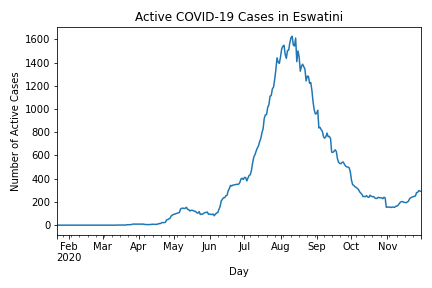 Active COVID-19 Cases in Eswatini
Number of Active Cases
1600
1400
1200
1000
800
600
400
200
0
Feb Mar Apr May Jun Jul Aug Sep Oct Nov
2020
Day